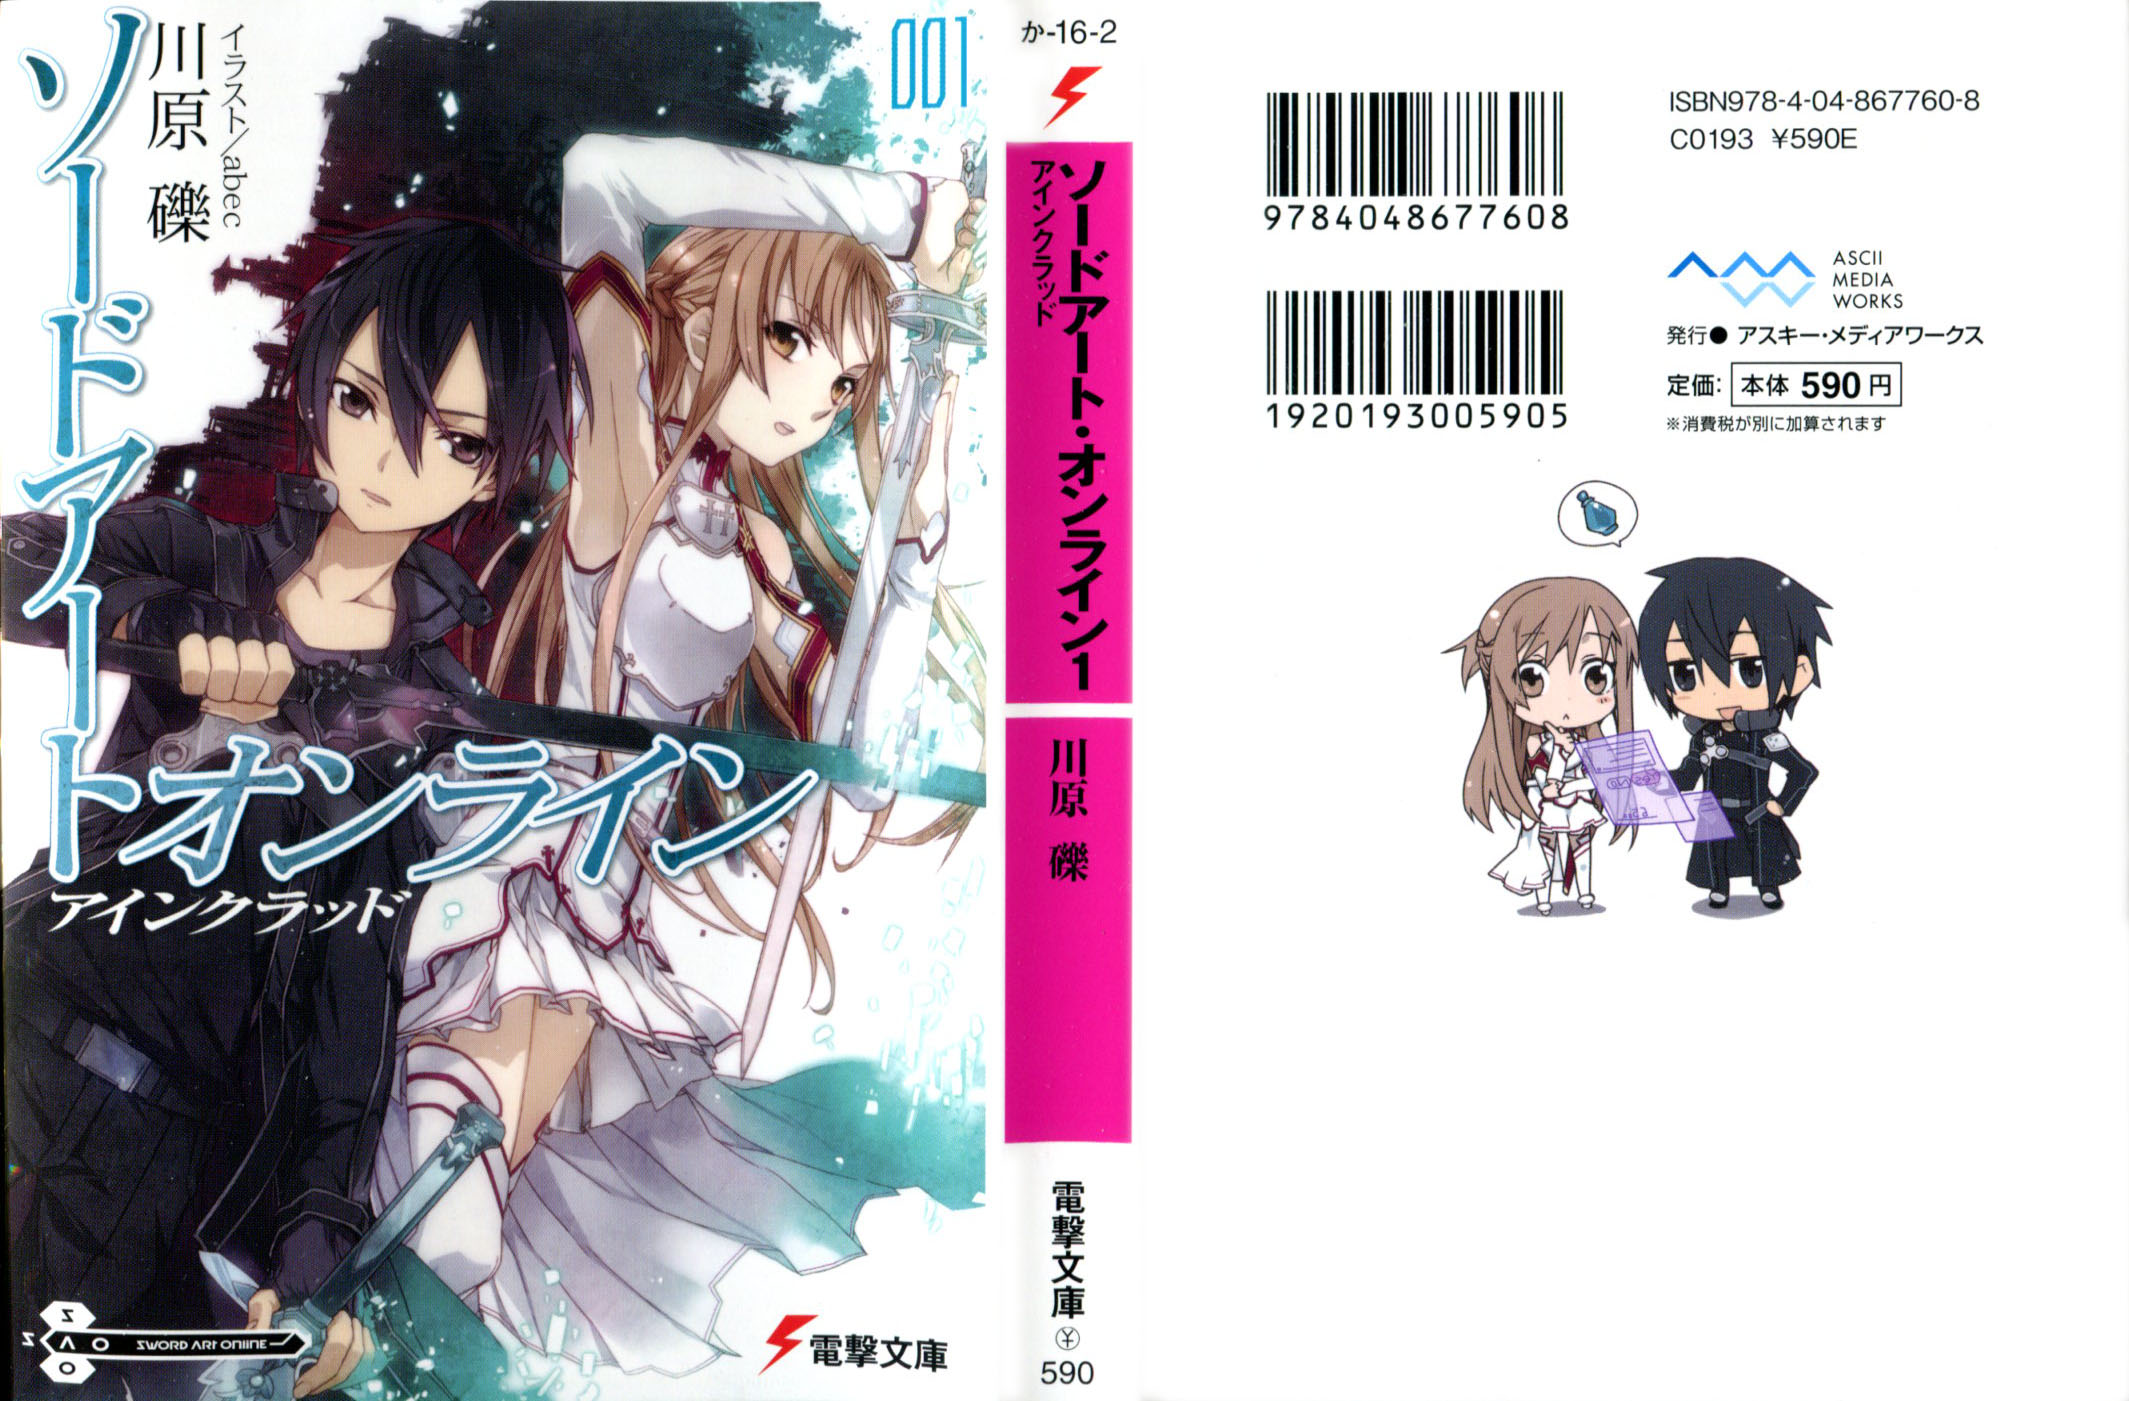 001
イラスト/abec
川原 礫
ソードアートオンライン
アインクラッド
SAO
SAO
SWORD ART ONLINE
電撃文庫
か-16-2
ソードアート・オンライン1
アインクラッド
川原 礫
電撃文庫
¥
590
9784048677608
1920193005905
ISBN978-4-04-867760-8
C0193 ¥590E
ASCII
MEDIA
WORKS
発行●アスキー・メディアワークス
定価:本体590円
※消費税が別に加算されます